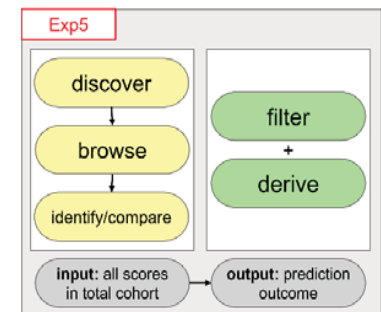 Exp5
discover
browse
identify/compare
filter
+
derive
input: all scores
in total cohort
output: prediction
outcome